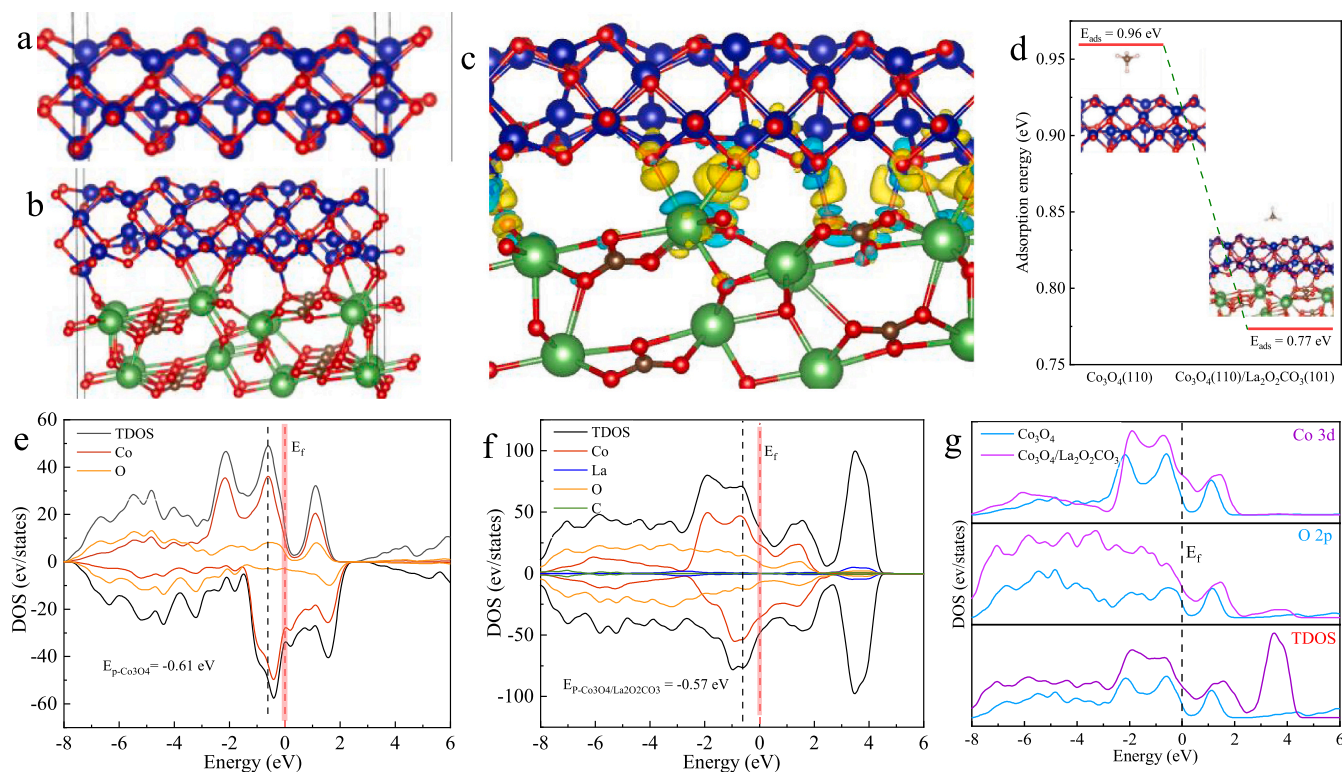 a
b
c
d
E_ads = 0.96 eV
0.95
0.90
0.85
0.80
0.75
Adsorption energy (eV)
E_ads = 0.77 eV
Co₃O₄(110)
Co₃O₄(110)/La₂O₂CO₃(101)
e
TDOS
Co
O
E_f
60
40
20
0
-20
-40
-60
DOS (ev/states)
E_p-Co3O4= -0.61 eV
-8
-6
-4
-2
0
2
4
6
Energy (eV)
f
TDOS
Co
La
O
C
E_f
100
50
0
-50
-100
DOS (ev/states)
E_P-Co3O4/La2O2CO3 = -0.57 eV
-8
-6
-4
-2
0
2
4
6
Energy (eV)
g
Co₃O₄
Co₃O₄/La₂O₂CO₃
Co 3d
O 2p
E_f
TDOS
DOS (ev/states)
-8
-6
-4
-2
0
2
4
6
Energy (eV)